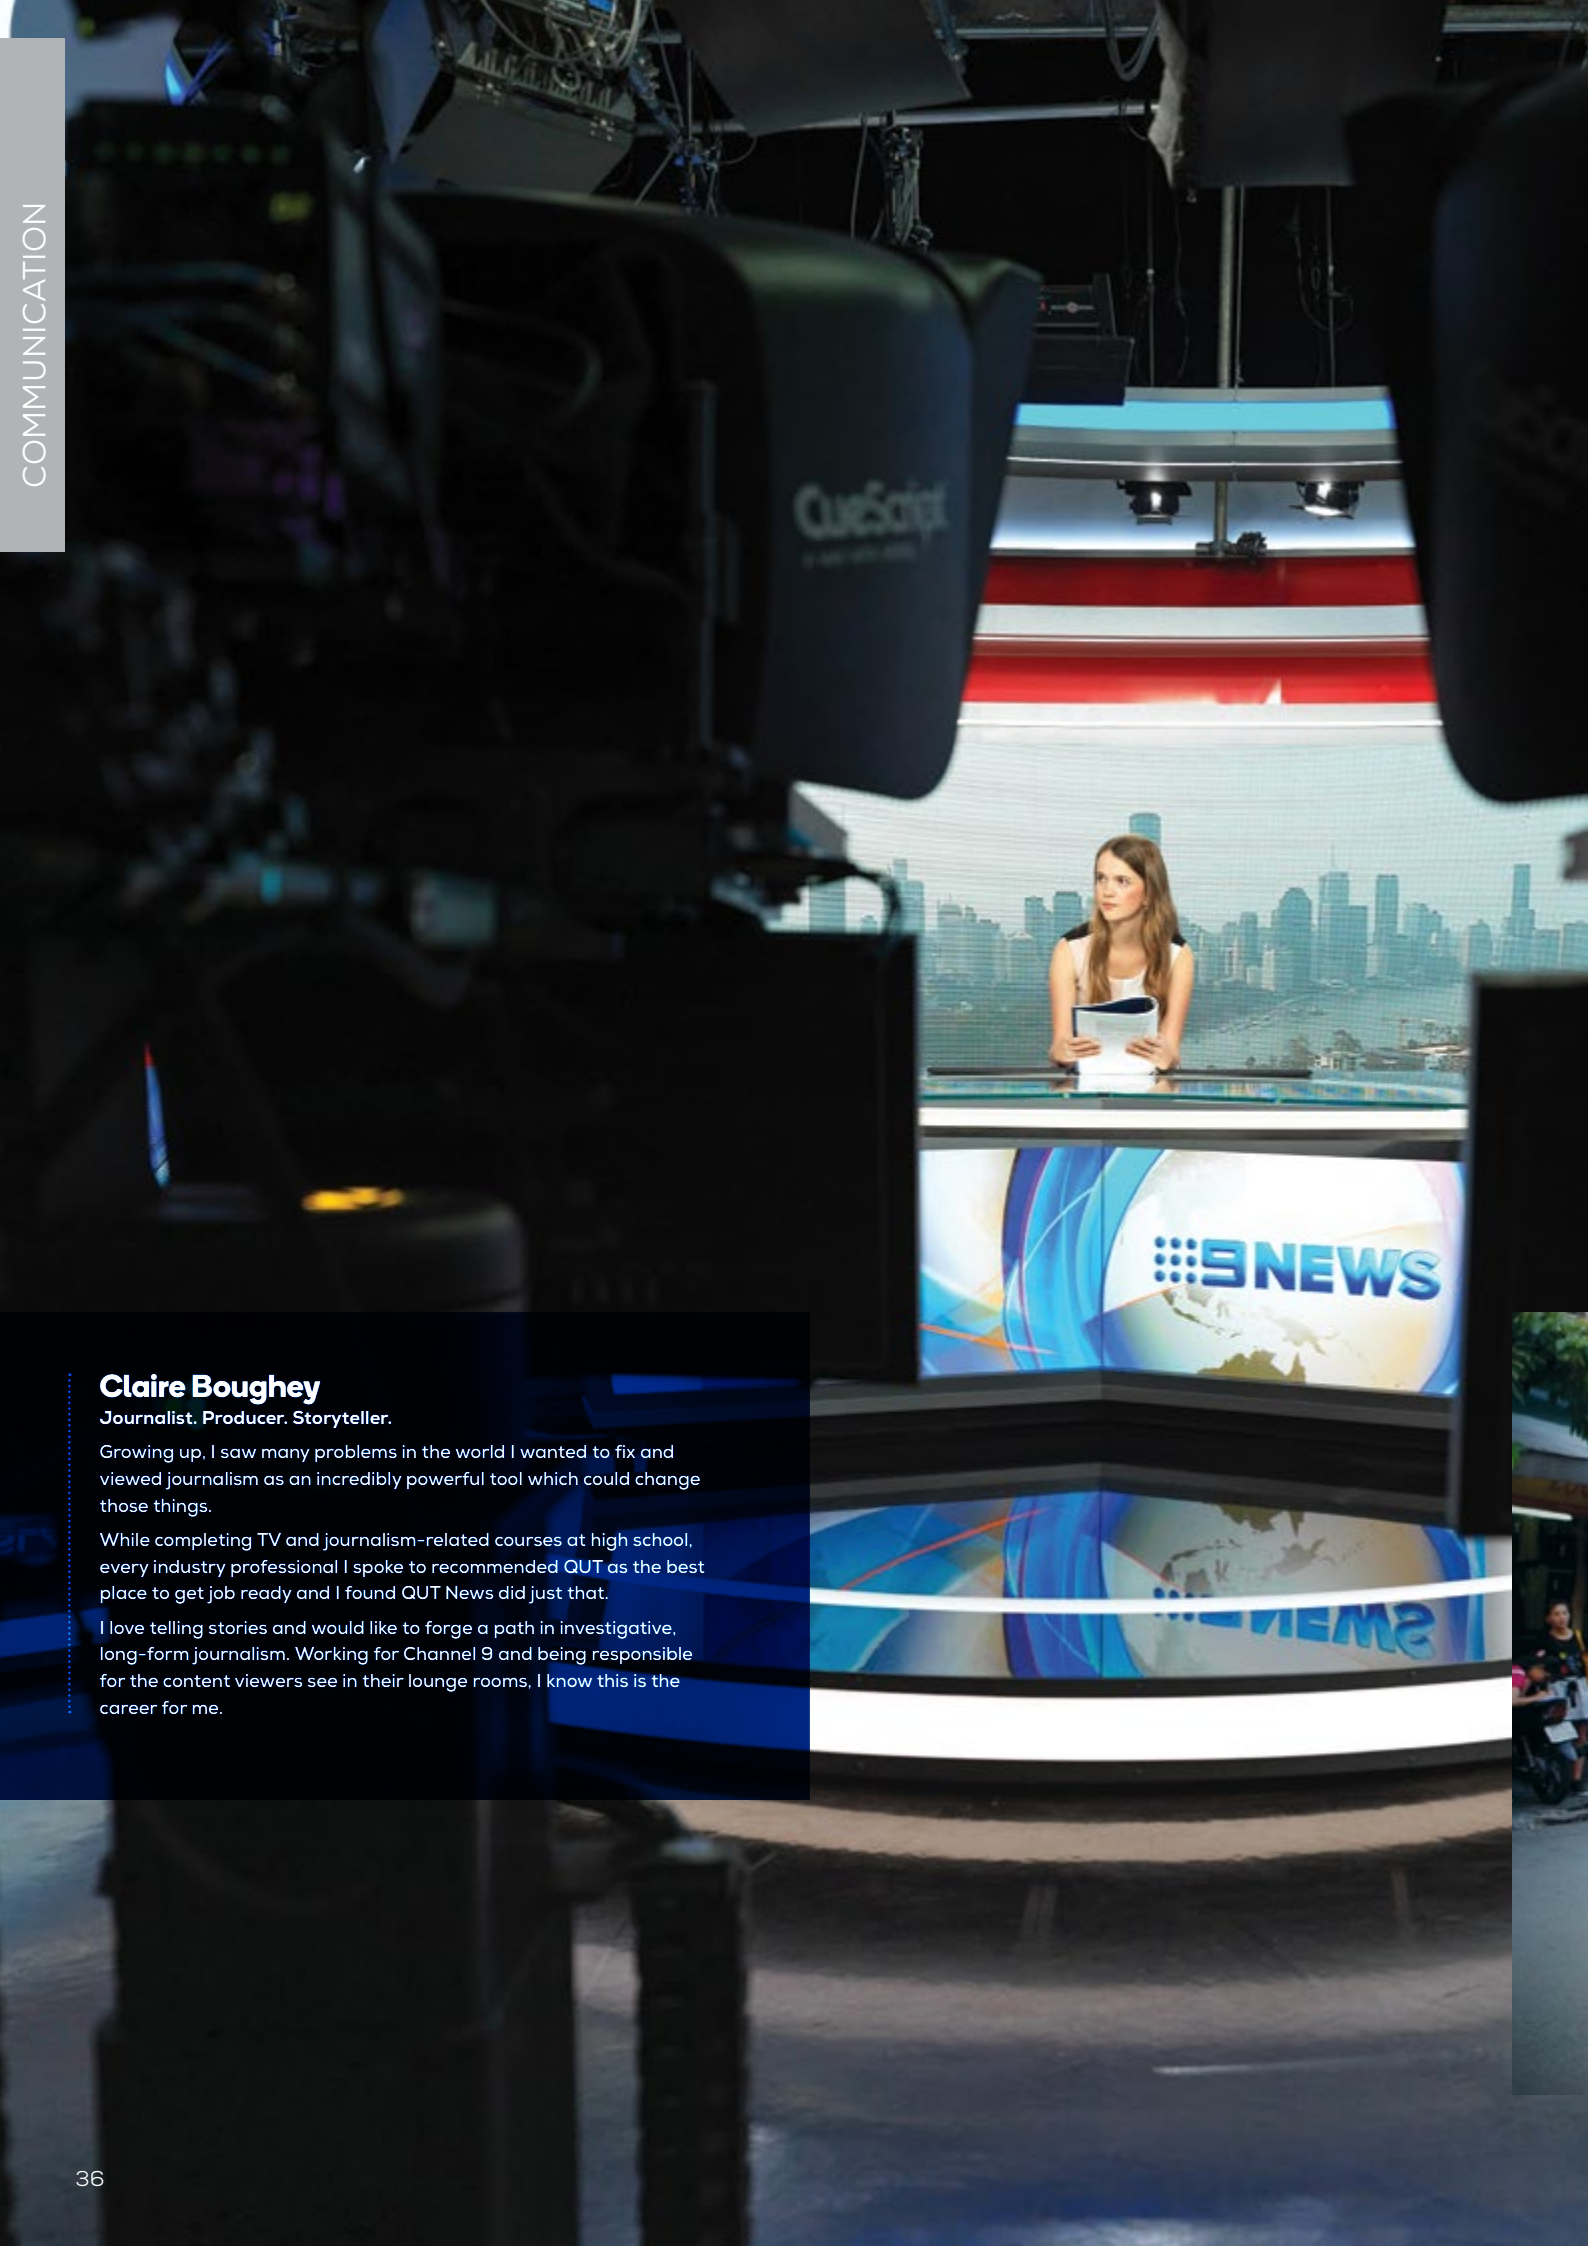 COMMUNICATION
CueScript
9NEWS
Claire Boughey
Journalist. Producer. Storyteller.
Growing up, I saw many problems in the world I wanted to fix and
viewed journalism as an incredibly powerful tool which could change
those things.
While completing TV and journalism-related courses at high school,
every industry professional I spoke to recommended QUT as the best
place to get job ready and I found QUT News did just that.
I love telling stories and would like to forge a path in investigative,
long-form journalism. Working for Channel 9 and being responsible
for the content viewers see in their lounge rooms, I know this is the
career for me.
36